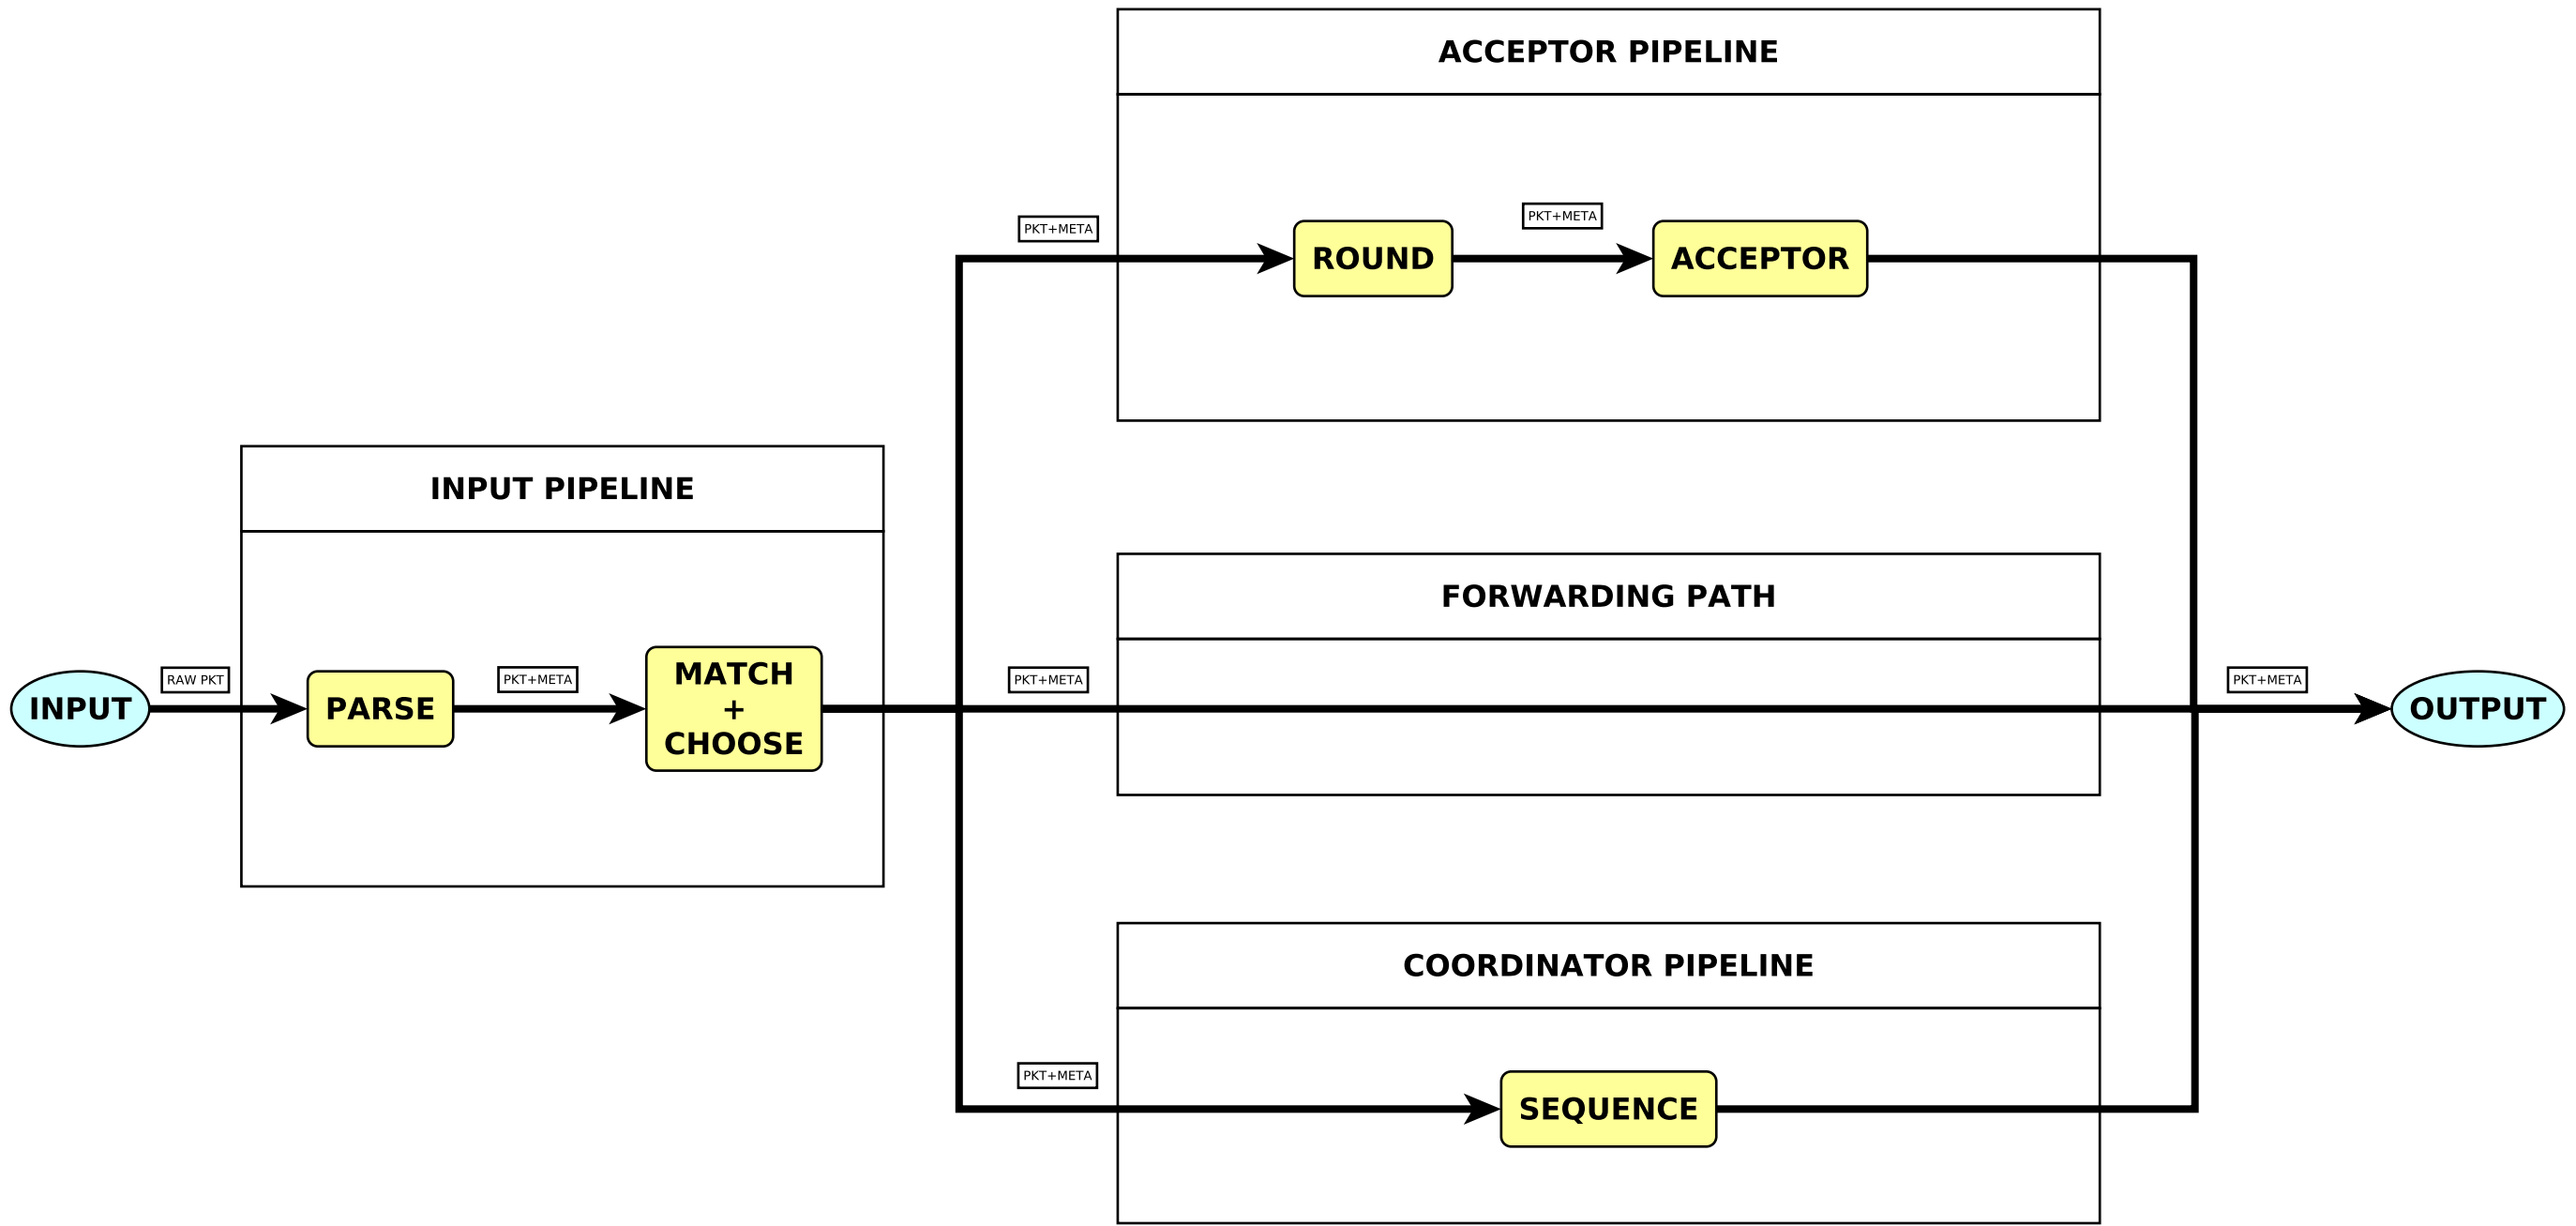 ACCEPTOR PIPELINE
PKT+META
PKT+META
ROUND
ACCEPTOR
INPUT PIPELINE
FORWARDING PATH
INPUT
RAW PKT
PARSE
PKT+META
MATCH
+
CHOOSE
PKT+META
PKT+META
OUTPUT
COORDINATOR PIPELINE
PKT+META
SEQUENCE